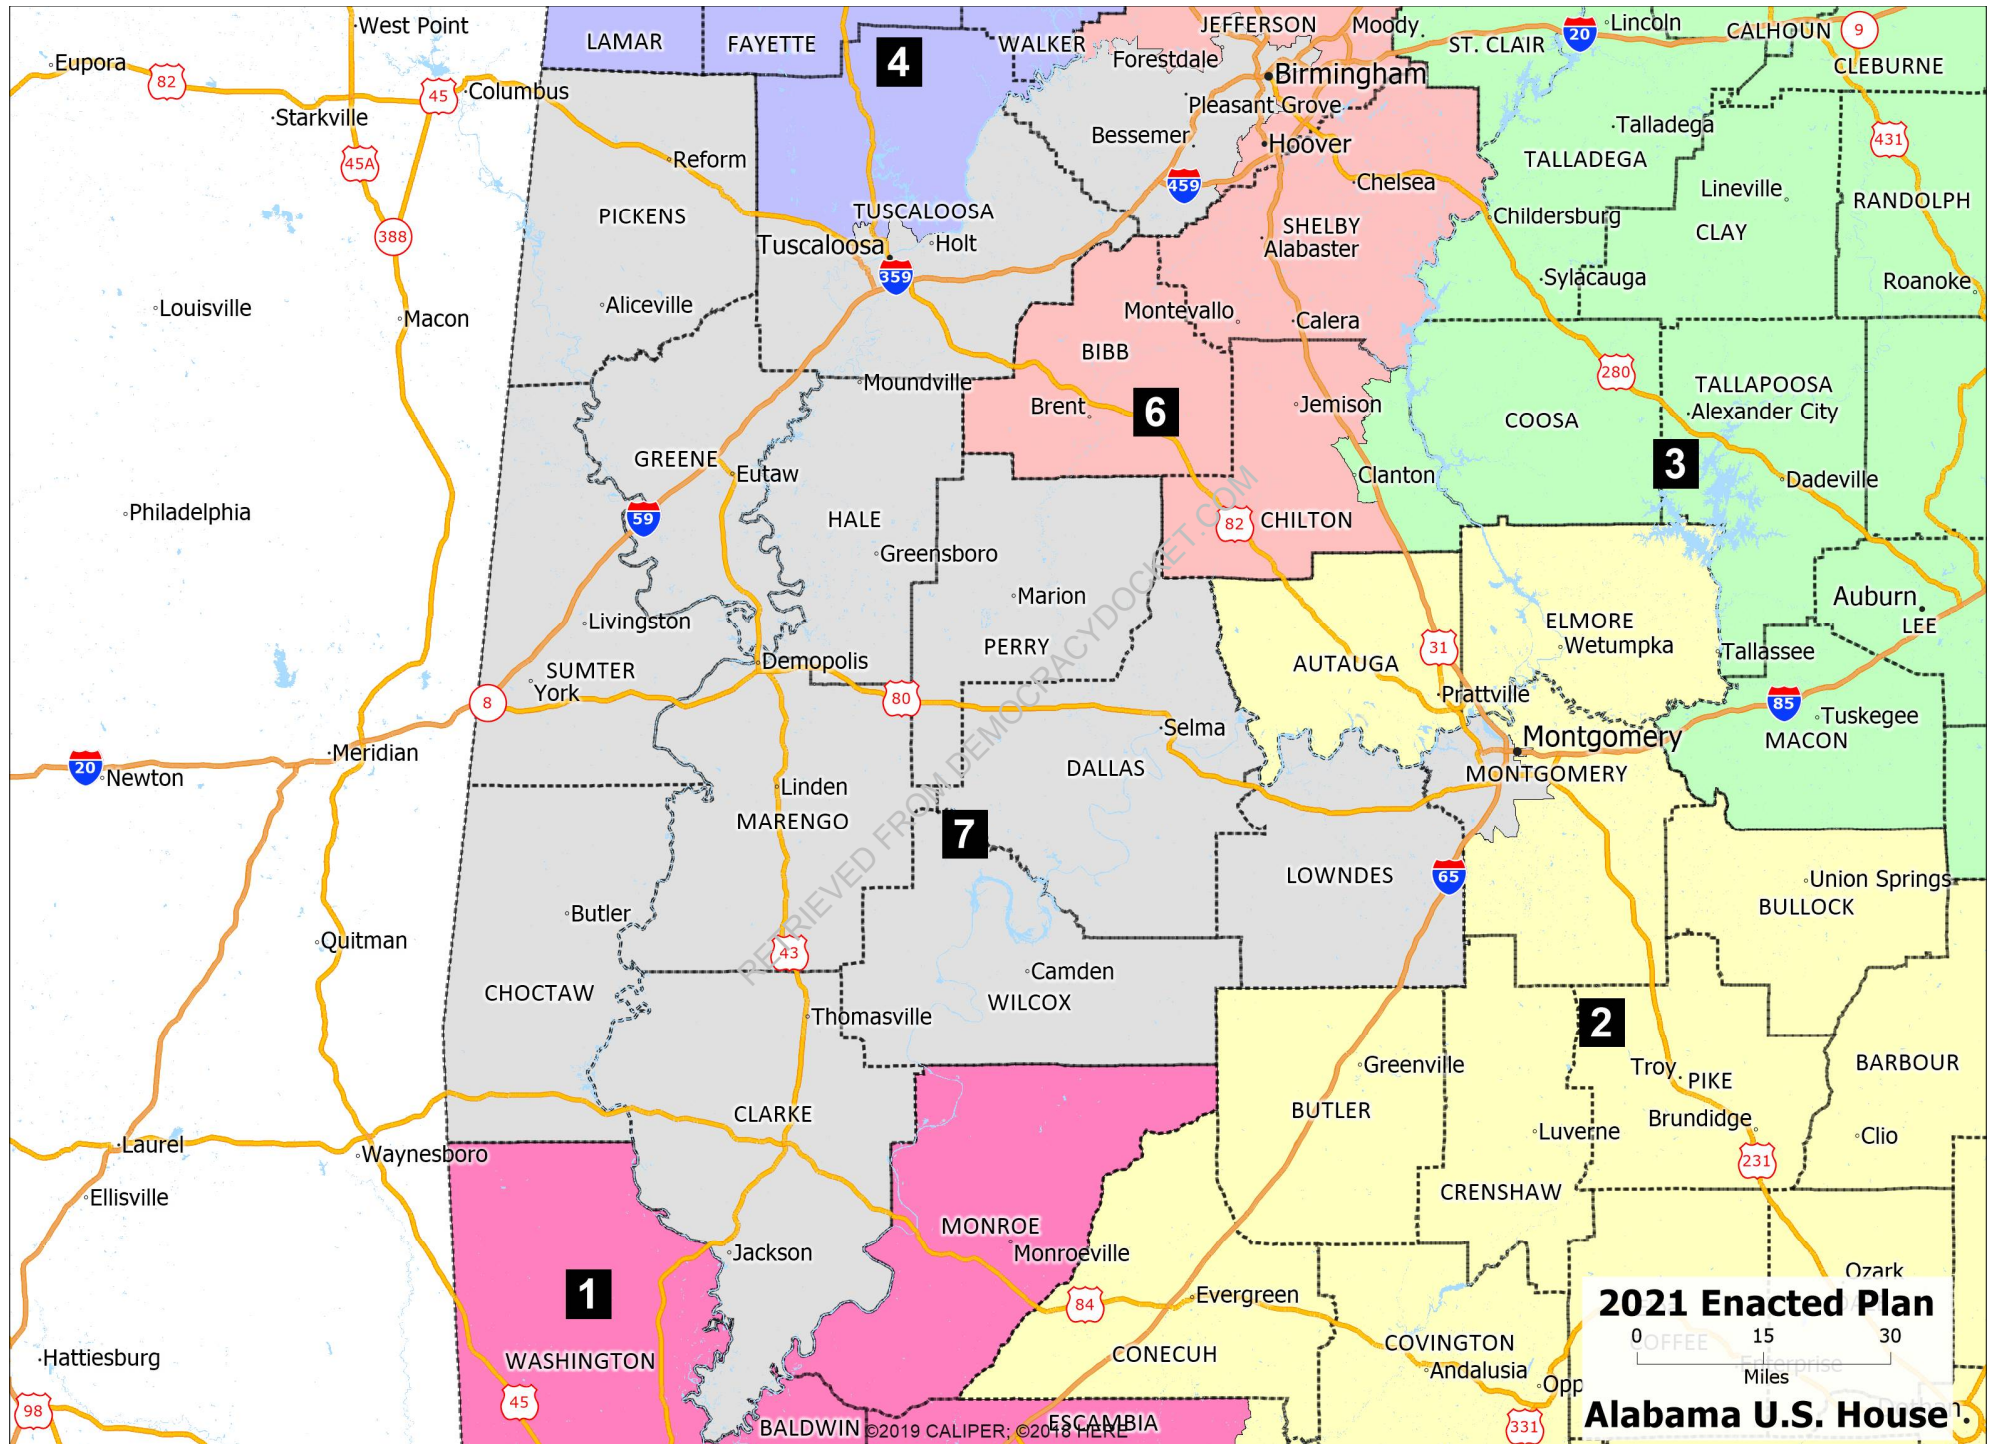 West Point
LAMAR
FAYETTE
4
WALKER
JEFFERSON
Moody
ST. CLAIR
20
Lincoln
CALHOUN
9
Eupora
82
45
Columbus
Forestdale
Birmingham
CLEBURNE
Starkville
Pleasant Grove
Bessemer
Hoover
Talladega
TALLADEGA
431
45A
Reform
459
Chelsea
Lineville
RANDOLPH
PICKENS
TUSCALOOSA
Childersburg
CLAY
388
Tuscaloosa
Holt
SHELBY
Alabaster
359
Sylacauga
Roanoke
Louisville
Macon
Aliceville
Montevallo
Calera
BIBB
280
TALLAPOOSA
Moundville
Brent
6
Jemison
COOSA
Alexander City
3
GREENE
Eutaw
Clanton
Dadeville
Philadelphia
59
HALE
82
CHILTON
Greensboro
Marion
Auburn
LEE
Livingston
PERRY
ELMORE
Wetumpka
31
AUTAUGA
Tallassee
SUMTER
York
Demopolis
8
80
Prattville
85
Tuskegee
MACON
Selma
Montgomery
Meridian
20
Newton
DALLAS
MONTGOMERY
Linden
MARENGO
7
LOWNDES
65
Union Springs
BULLOCK
Butler
Quitman
43
Camden
WILCOX
CHOCTAW
Thomasville
2
Greenville
Troy
PIKE
BARBOUR
CLARKE
BUTLER
Brundidge
Luverne
Clio
Laurel
Waynesboro
231
Ellisville
CRENSHAW
MONROE
Monroeville
Jackson
1
84
Evergreen
Ozark
2021 Enacted Plan
0 15 30
COFFEE
Enterprise
Miles
Hattiesburg
WASHINGTON
CONECUH
COVINGTON
Andalusia
Opp
98
45
331
Alabama U.S. House
Dothan
BALDWIN
©2019 CALIPER; ©2018 HERE
ESCAMBIA
RETRIEVED FROM DEMOCRACYDOCKET.COM